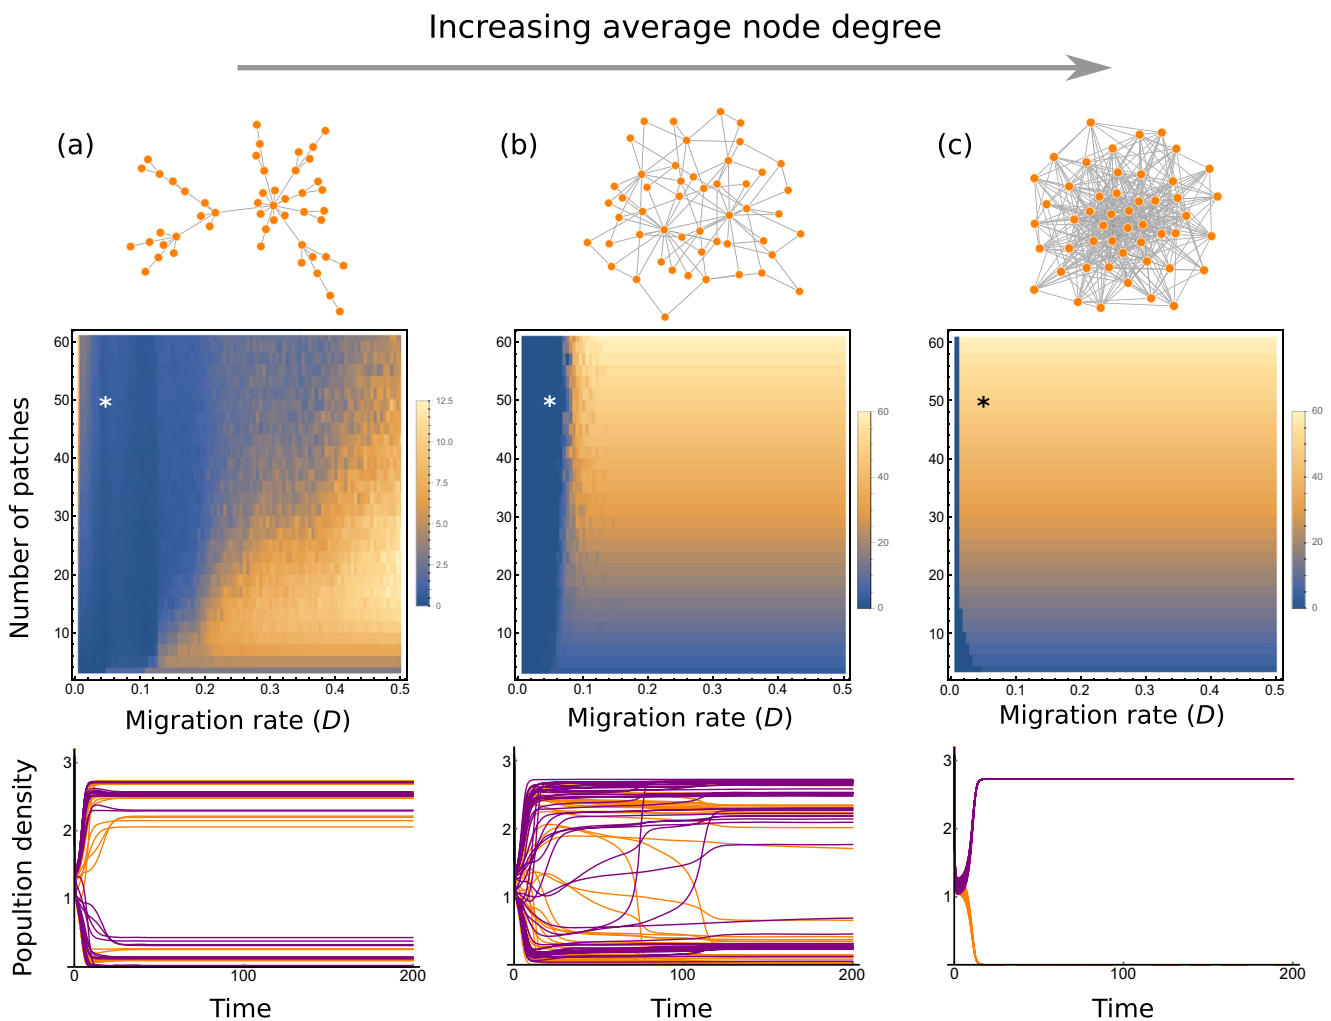 Increasing average node degree
(a)
(b)
(c)
60
50
40
30
20
10
0.0 0.1 0.2 0.3 0.4 0.5
Number of patches
*
12.5
10.0
7.5
5.0
2.5
0
Migration rate (D)
60
50
40
30
20
10
0.0 0.1 0.2 0.3 0.4 0.5
*
60
40
20
0
Migration rate (D)
60
50
40
30
20
10
0.0 0.1 0.2 0.3 0.4 0.5
*
60
40
20
0
Migration rate (D)
Popultion density
3
2
1
0 100 200
Time
3
2
1
0 100 200
Time
3
2
1
0 100 200
Time